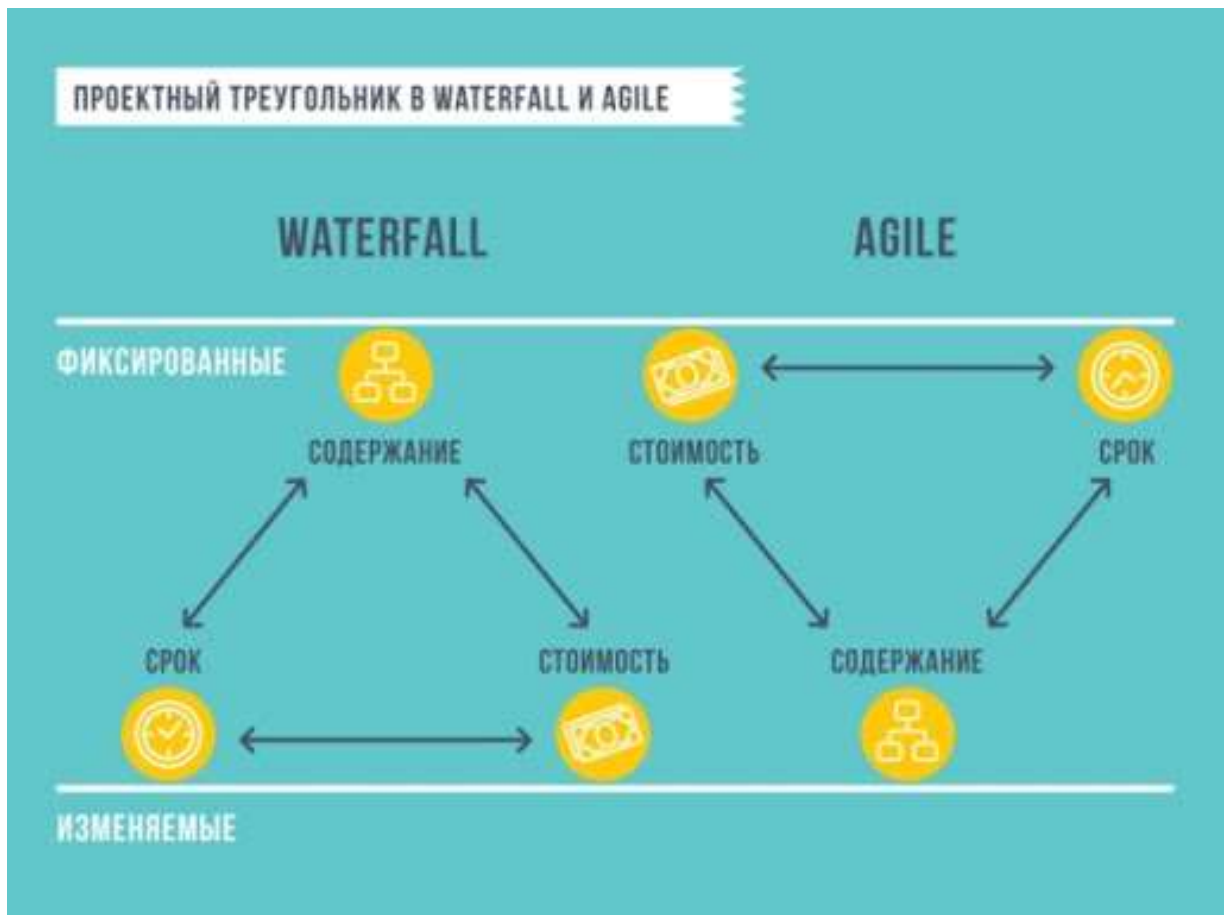 ПРОЕКТНЫЙ ТРЕУГОЛЬНИК В WATERFALL И AGILE
WATERFALL
AGILE
ФИКСИРОВАННЫЕ
СОДЕРЖАНИЕ
СТОИМОСТЬ
СРОК
СРОК
СТОИМОСТЬ
СОДЕРЖАНИЕ
ИЗМЕНЯЕМЫЕ